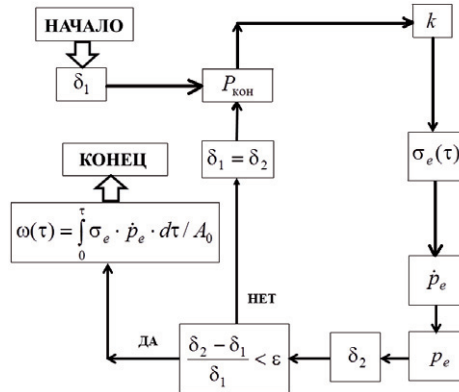 НАЧАЛО
δ₁
P_кон
k
σ_e(τ)
ṗ_e
p_e
δ₂
(δ₂ − δ₁)/δ₁ < ε
НЕТ
δ₁ = δ₂
ДА
ω(τ) = ∫₀^τ σ_e · ṗ_e · dτ / A₀
КОНЕЦ